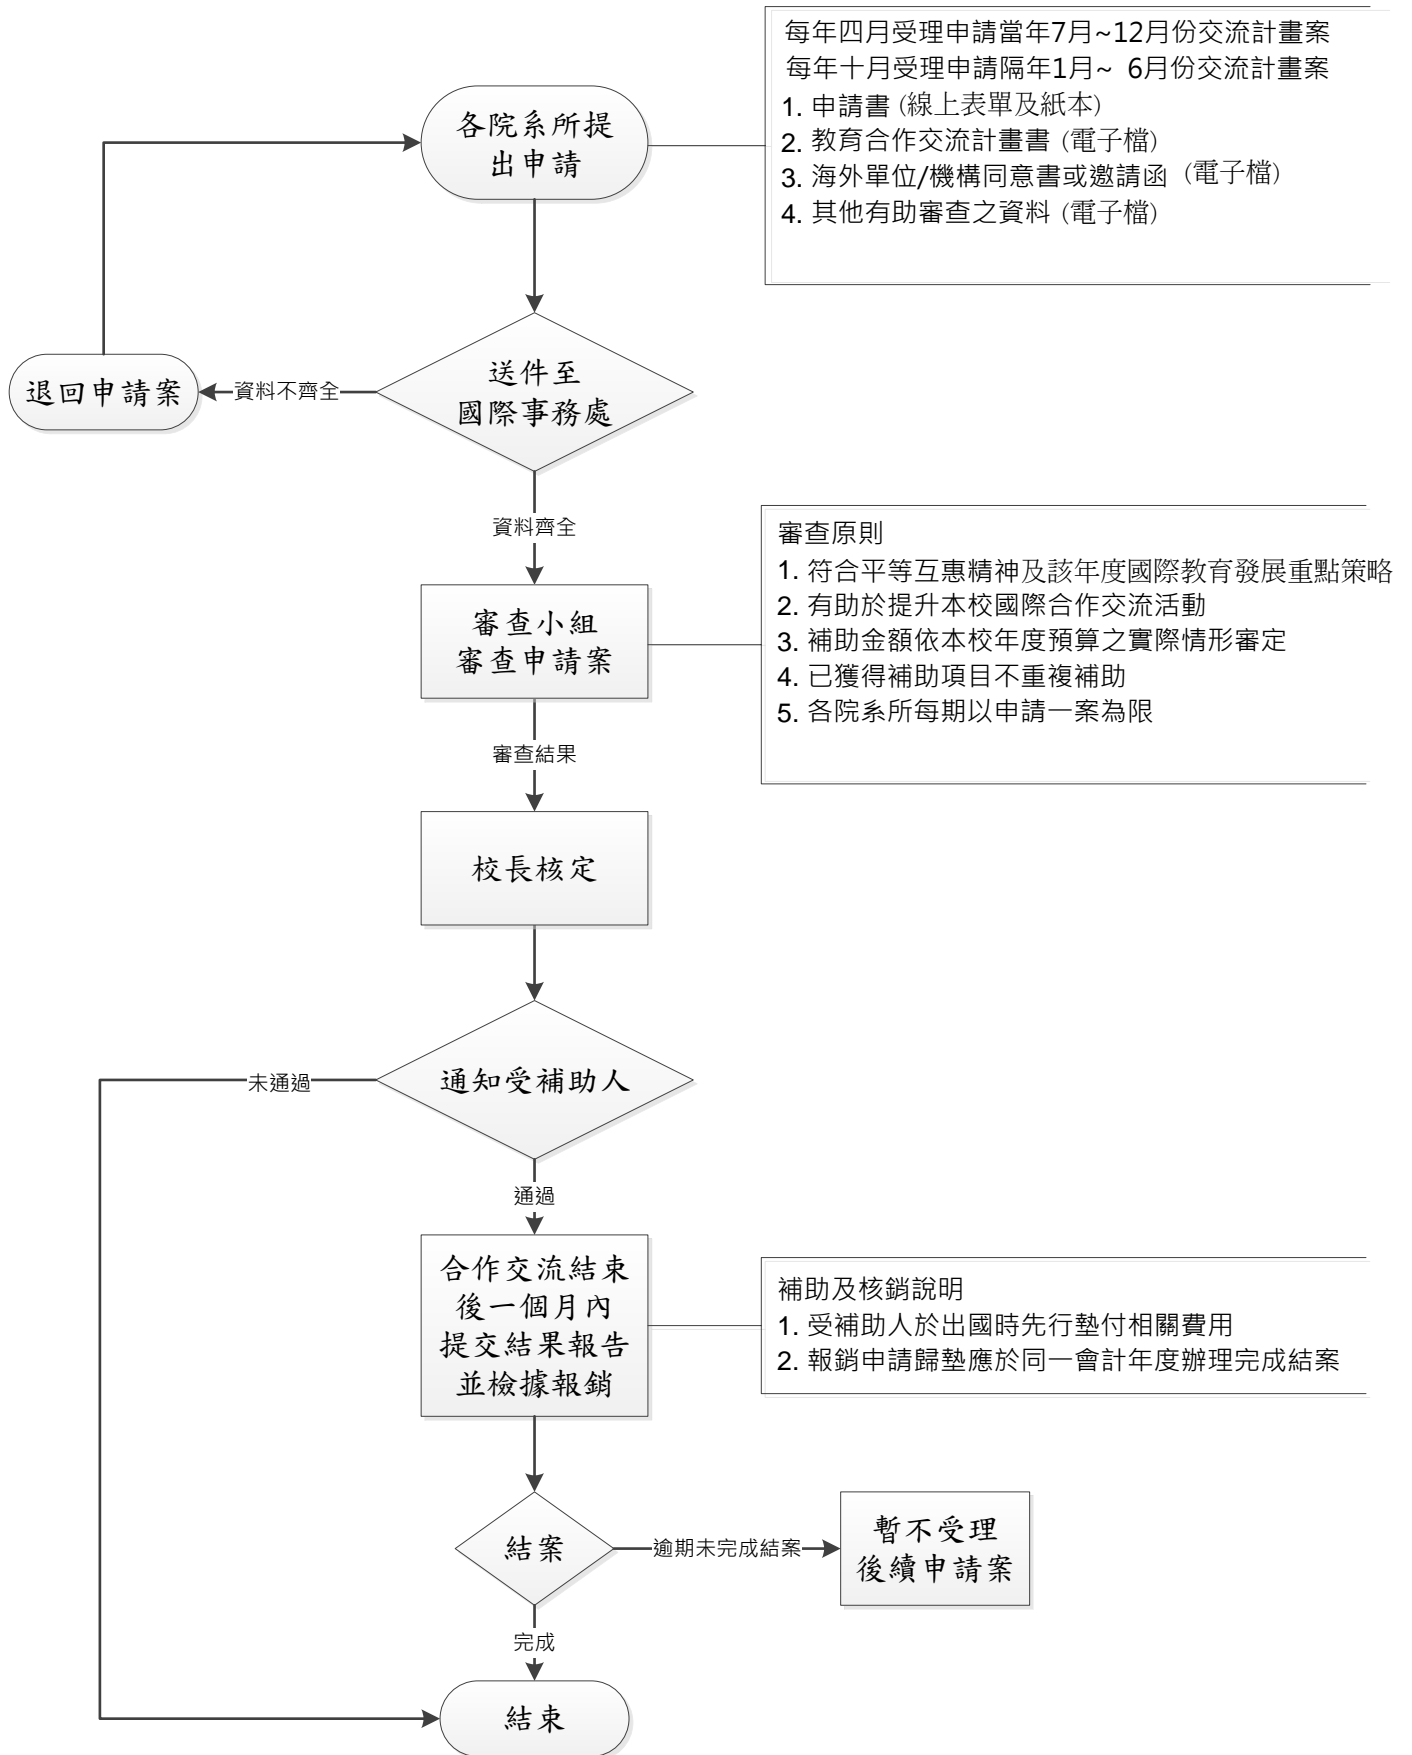 每年四月受理申請當年7月~12月份交流計畫案
每年十月受理申請隔年1月~ 6月份交流計畫案
1. 申請書 (線上表單及紙本)
2. 教育合作交流計畫書 (電子檔)
3. 海外單位/機構同意書或邀請函 (電子檔)
4. 其他有助審查之資料 (電子檔)
各院系所提
出申請
送件至
國際事務處
資料不齊全
退回申請案
資料齊全
審查小組
審查申請案
審查原則
1. 符合平等互惠精神及該年度國際教育發展重點策略
2. 有助於提升本校國際合作交流活動
3. 補助金額依本校年度預算之實際情形審定
4. 已獲得補助項目不重複補助
5. 各院系所每期以申請一案為限
審查結果
校長核定
通知受補助人
未通過
通過
合作交流結束
後一個月內
提交結果報告
並檢據報銷
補助及核銷說明
1. 受補助人於出國時先行墊付相關費用
2. 報銷申請歸墊應於同一會計年度辦理完成結案
結案
逾期未完成結案
暫不受理
後續申請案
完成
結束